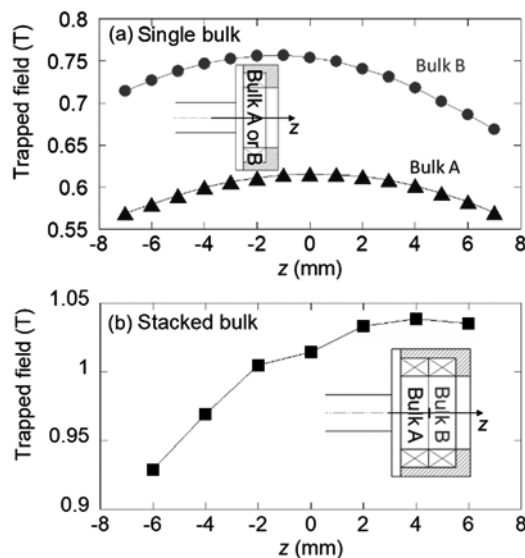 (a) Single bulk
Trapped field (T)
0.8
0.75
0.7
0.65
0.6
0.55
Bulk B
Bulk A
Bulk A or B
z
-8 -6 -4 -2 0 2 4 6 8
z (mm)
(b) Stacked bulk
Trapped field (T)
1.05
1
0.95
0.9
Bulk A
Bulk B
z
-8 -6 -4 -2 0 2 4 6 8
z (mm)